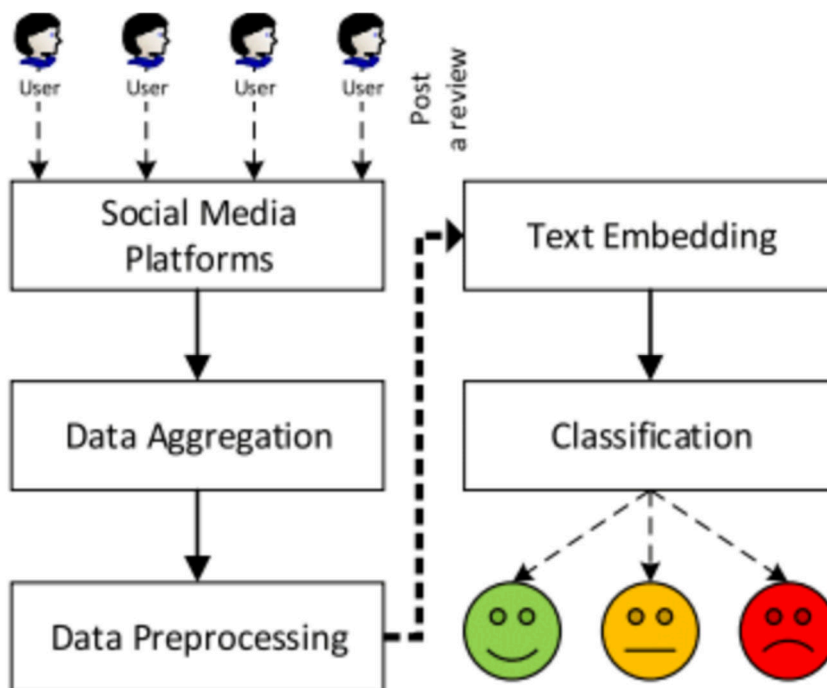 User
User
User
User
Post
a review
Social Media
Platforms
Data Aggregation
Data Preprocessing
Text Embedding
Classification